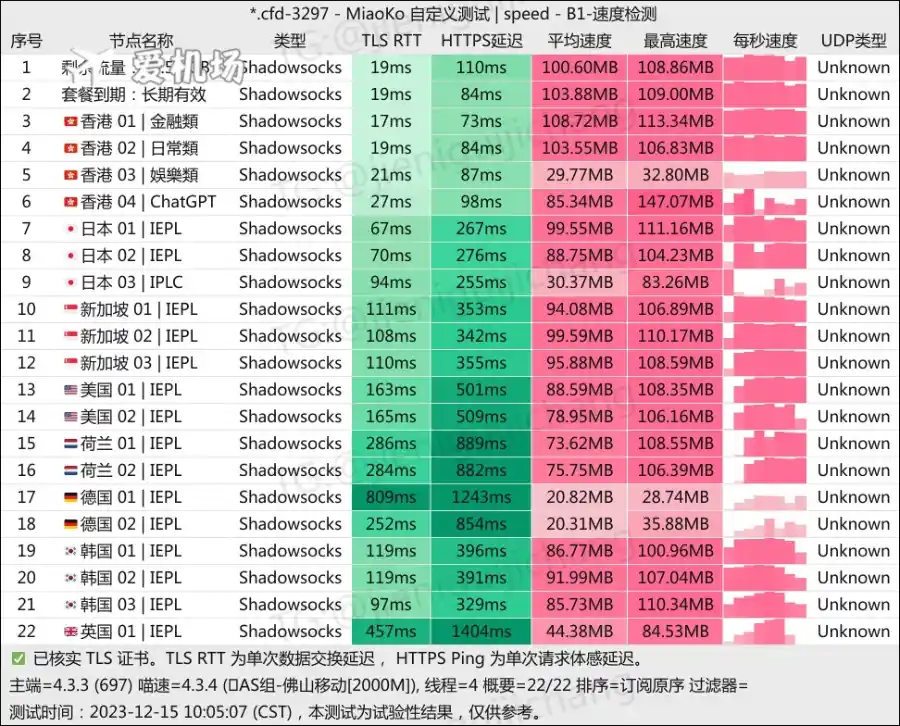 *.cfd-3297 - MiaoKo 自定义测试 | speed - B1-速度检测
序号 节点名称 类型 TLS RTT HTTPS延迟 平均速度 最高速度 每秒速度 UDP类型
爱机场
1 剩余流量 Shadowsocks 19ms 110ms 100.60MB 108.86MB Unknown
2 套餐到期：长期有效 Shadowsocks 19ms 84ms 103.88MB 109.00MB Unknown
3 香港 01 | 金融類 Shadowsocks 17ms 73ms 108.72MB 113.34MB Unknown
4 香港 02 | 日常類 Shadowsocks 19ms 84ms 103.55MB 106.83MB Unknown
5 香港 03 | 娛樂類 Shadowsocks 21ms 87ms 29.77MB 32.80MB Unknown
6 香港 04 | ChatGPT Shadowsocks 27ms 98ms 85.34MB 147.07MB Unknown
7 日本 01 | IEPL Shadowsocks 67ms 267ms 99.55MB 111.16MB Unknown
8 日本 02 | IEPL Shadowsocks 70ms 276ms 88.75MB 104.23MB Unknown
9 日本 03 | IPLC Shadowsocks 94ms 255ms 30.37MB 83.26MB Unknown
10 新加坡 01 | IEPL Shadowsocks 111ms 353ms 94.08MB 106.89MB Unknown
11 新加坡 02 | IEPL Shadowsocks 108ms 342ms 99.59MB 110.17MB Unknown
12 新加坡 03 | IEPL Shadowsocks 110ms 355ms 95.88MB 108.59MB Unknown
13 美国 01 | IEPL Shadowsocks 163ms 501ms 88.59MB 108.35MB Unknown
14 美国 02 | IEPL Shadowsocks 165ms 509ms 78.95MB 106.16MB Unknown
15 荷兰 01 | IEPL Shadowsocks 286ms 889ms 73.62MB 108.55MB Unknown
16 荷兰 02 | IEPL Shadowsocks 284ms 882ms 75.75MB 106.39MB Unknown
17 德国 01 | IEPL Shadowsocks 809ms 1243ms 20.82MB 28.74MB Unknown
18 德国 02 | IEPL Shadowsocks 252ms 854ms 20.31MB 35.88MB Unknown
19 韩国 01 | IEPL Shadowsocks 119ms 396ms 86.77MB 100.96MB Unknown
20 韩国 02 | IEPL Shadowsocks 119ms 391ms 91.99MB 107.04MB Unknown
21 韩国 03 | IEPL Shadowsocks 97ms 329ms 85.73MB 110.34MB Unknown
22 英国 01 | IEPL Shadowsocks 457ms 1404ms 44.38MB 84.53MB Unknown
✅ 已核实 TLS 证书。TLS RTT 为单次数据交换延迟， HTTPS Ping 为单次请求体感延迟。
主端=4.3.3 (697) 喵速=4.3.4 (▯AS组-佛山移动[2000M]), 线程=4 概要=22/22 排序=订阅原序 过滤器=
测试时间：2023-12-15 10:05:07 (CST)，本测试为试验性结果，仅供参考。